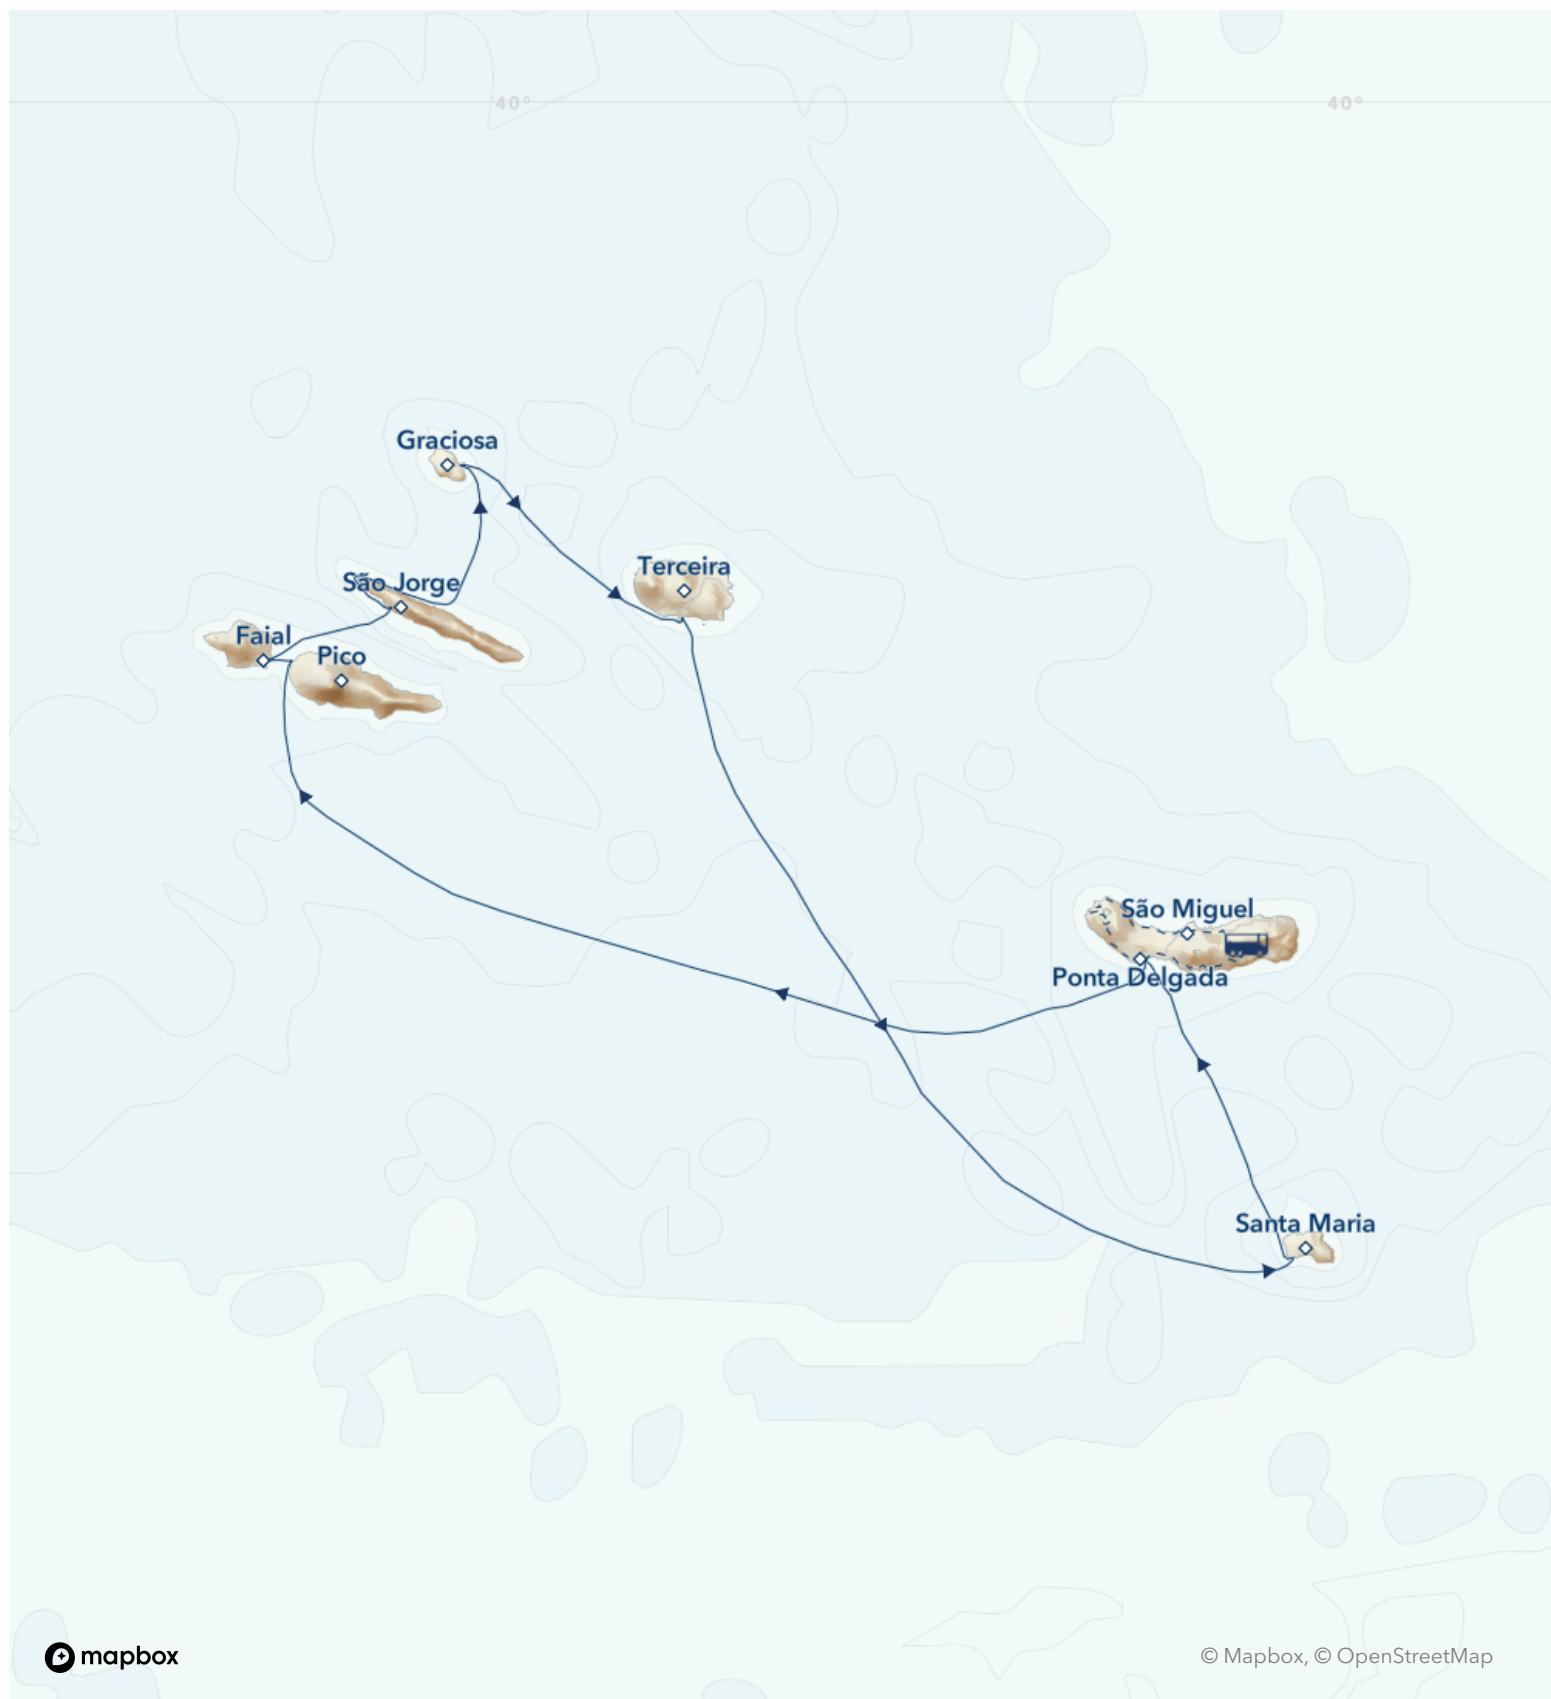 40° 40°
Graciosa
Terceira
São Jorge
Faial
Pico
São Miguel
Ponta Delgada
Santa Maria
mapbox
© Mapbox, © OpenStreetMap